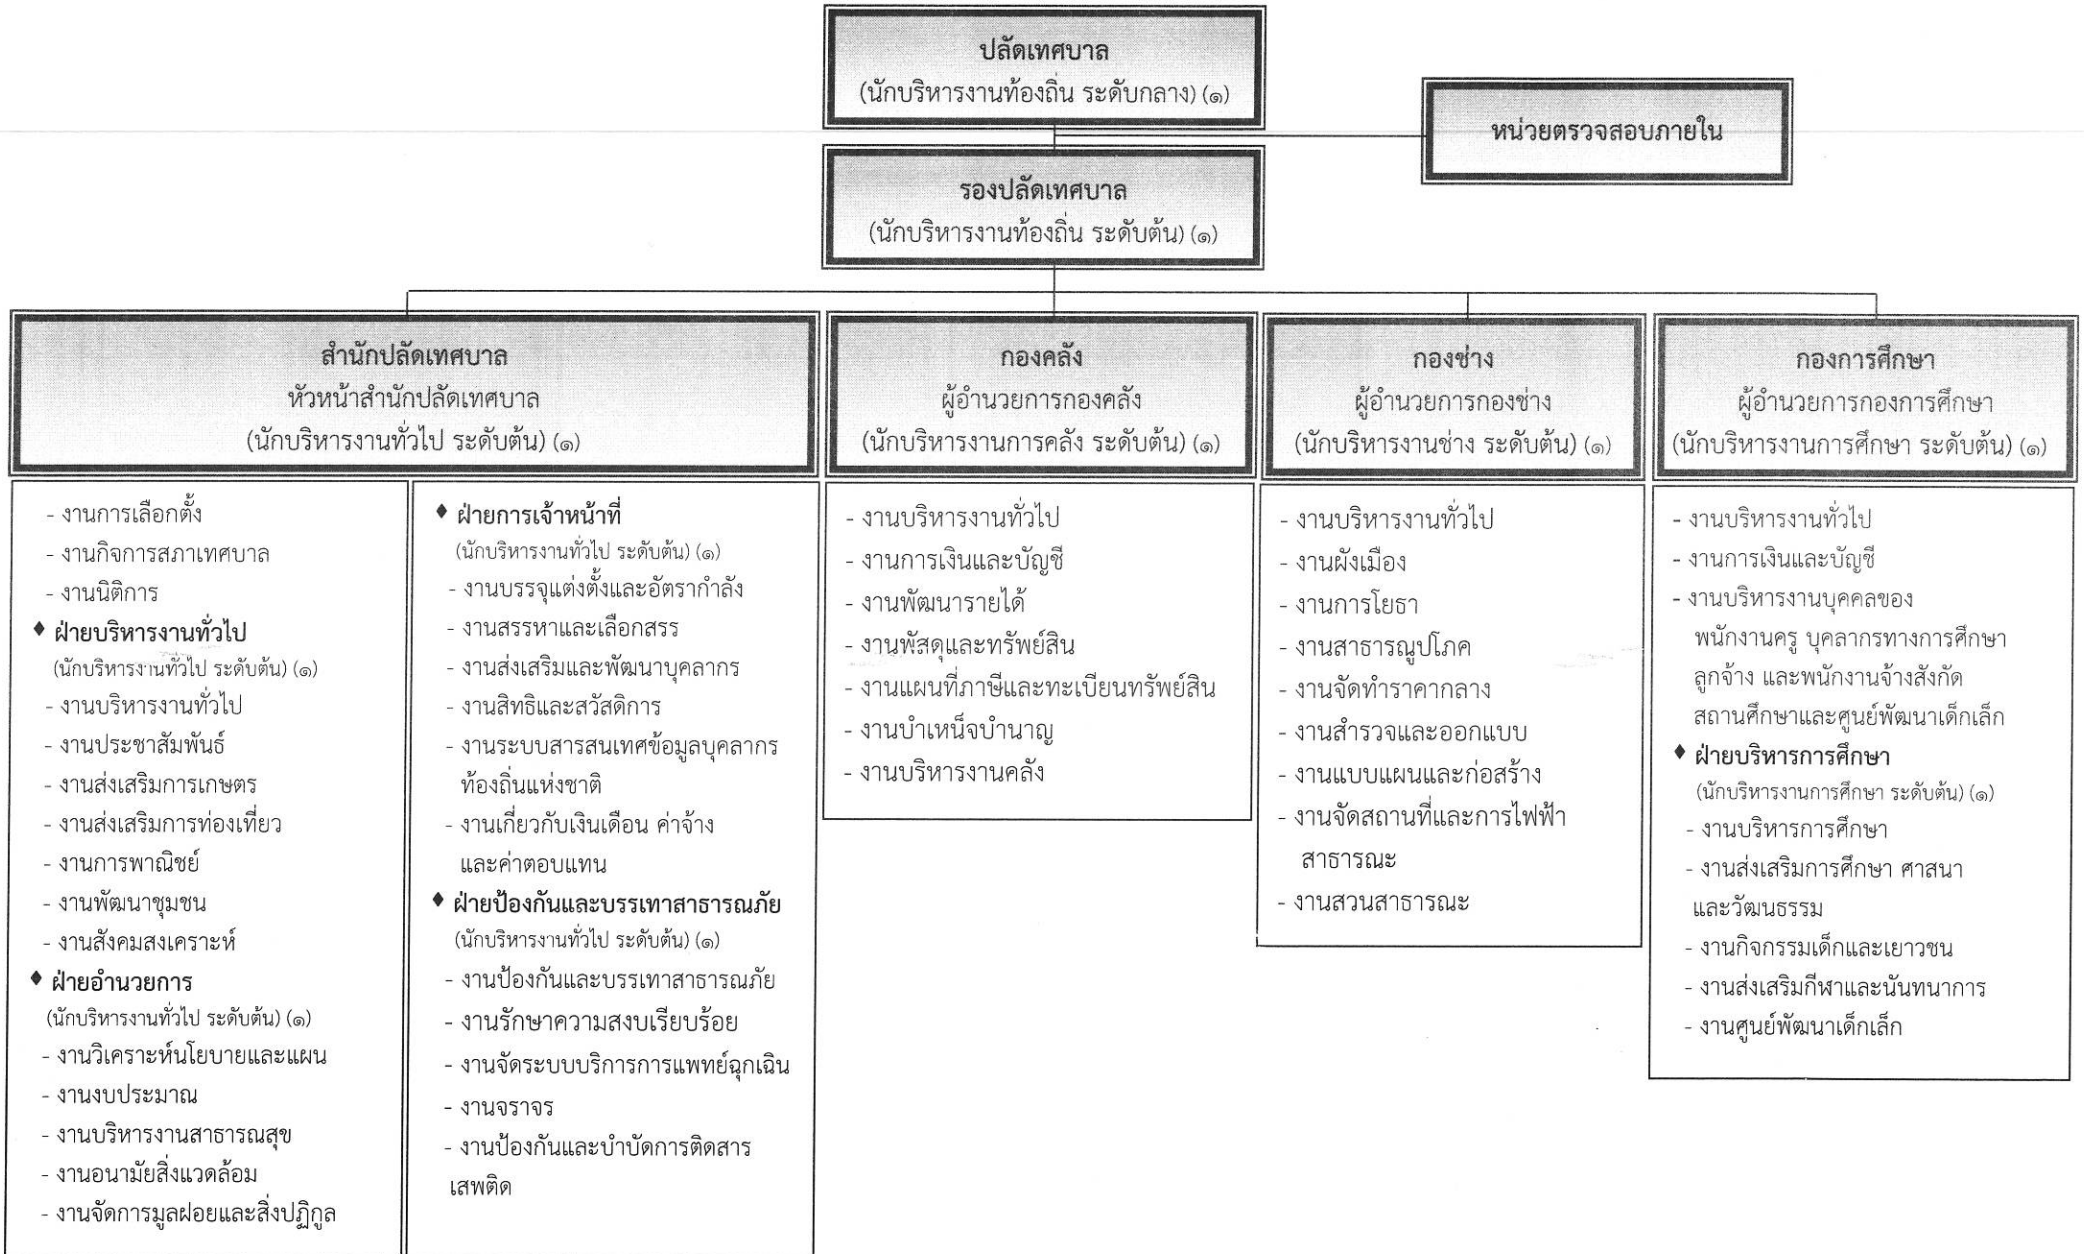 ปลัดเทศบาล
(นักบริหารงานท้องถิ่น ระดับกลาง) (๑)
หน่วยตรวจสอบภายใน
รองปลัดเทศบาล
(นักบริหารงานท้องถิ่น ระดับต้น) (๑)
สำนักปลัดเทศบาล
หัวหน้าสำนักปลัดเทศบาล
(นักบริหารงานทั่วไป ระดับต้น) (๑)
- งานการเลือกตั้ง
- งานกิจการสภาเทศบาล
- งานนิติการ
♦ ฝ่ายบริหารงานทั่วไป
(นักบริหารงานทั่วไป ระดับต้น) (๑)
- งานบริหารงานทั่วไป
- งานประชาสัมพันธ์
- งานส่งเสริมการเกษตร
- งานส่งเสริมการท่องเที่ยว
- งานการพาณิชย์
- งานพัฒนาชุมชน
- งานสังคมสงเคราะห์
♦ ฝ่ายอำนวยการ
(นักบริหารงานทั่วไป ระดับต้น) (๑)
- งานวิเคราะห์นโยบายและแผน
- งานงบประมาณ
- งานบริหารงานสาธารณสุข
- งานอนามัยสิ่งแวดล้อม
- งานจัดการมูลฝอยและสิ่งปฏิกูล
♦ ฝ่ายการเจ้าหน้าที่
(นักบริหารงานทั่วไป ระดับต้น) (๑)
- งานบรรจุแต่งตั้งและอัตรากำลัง
- งานสรรหาและเลือกสรร
- งานส่งเสริมและพัฒนาบุคลากร
- งานสิทธิและสวัสดิการ
- งานระบบสารสนเทศข้อมูลบุคลากร
ท้องถิ่นแห่งชาติ
- งานเกี่ยวกับเงินเดือน ค่าจ้าง
และค่าตอบแทน
♦ ฝ่ายป้องกันและบรรเทาสาธารณภัย
(นักบริหารงานทั่วไป ระดับต้น) (๑)
- งานป้องกันและบรรเทาสาธารณภัย
- งานรักษาความสงบเรียบร้อย
- งานจัดระบบบริการการแพทย์ฉุกเฉิน
- งานจราจร
- งานป้องกันและบำบัดการติดสาร
เสพติด
กองคลัง
ผู้อำนวยการกองคลัง
(นักบริหารงานการคลัง ระดับต้น) (๑)
- งานบริหารงานทั่วไป
- งานการเงินและบัญชี
- งานพัฒนารายได้
- งานพัสดุและทรัพย์สิน
- งานแผนที่ภาษีและทะเบียนทรัพย์สิน
- งานบำเหน็จบำนาญ
- งานบริหารงานคลัง
กองช่าง
ผู้อำนวยการกองช่าง
(นักบริหารงานช่าง ระดับต้น) (๑)
- งานบริหารงานทั่วไป
- งานผังเมือง
- งานการโยธา
- งานสาธารณูปโภค
- งานจัดทำราคากลาง
- งานสำรวจและออกแบบ
- งานแบบแผนและก่อสร้าง
- งานจัดสถานที่และการไฟฟ้า
สาธารณะ
- งานสวนสาธารณะ
กองการศึกษา
ผู้อำนวยการกองการศึกษา
(นักบริหารงานการศึกษา ระดับต้น) (๑)
- งานบริหารงานทั่วไป
- งานการเงินและบัญชี
- งานบริหารงานบุคคลของ
พนักงานครู บุคลากรทางการศึกษา
ลูกจ้าง และพนักงานจ้างสังกัด
สถานศึกษาและศูนย์พัฒนาเด็กเล็ก
♦ ฝ่ายบริหารการศึกษา
(นักบริหารงานการศึกษา ระดับต้น) (๑)
- งานบริหารการศึกษา
- งานส่งเสริมการศึกษา ศาสนา
และวัฒนธรรม
- งานกิจกรรมเด็กและเยาวชน
- งานส่งเสริมกีฬาและนันทนาการ
- งานศูนย์พัฒนาเด็กเล็ก